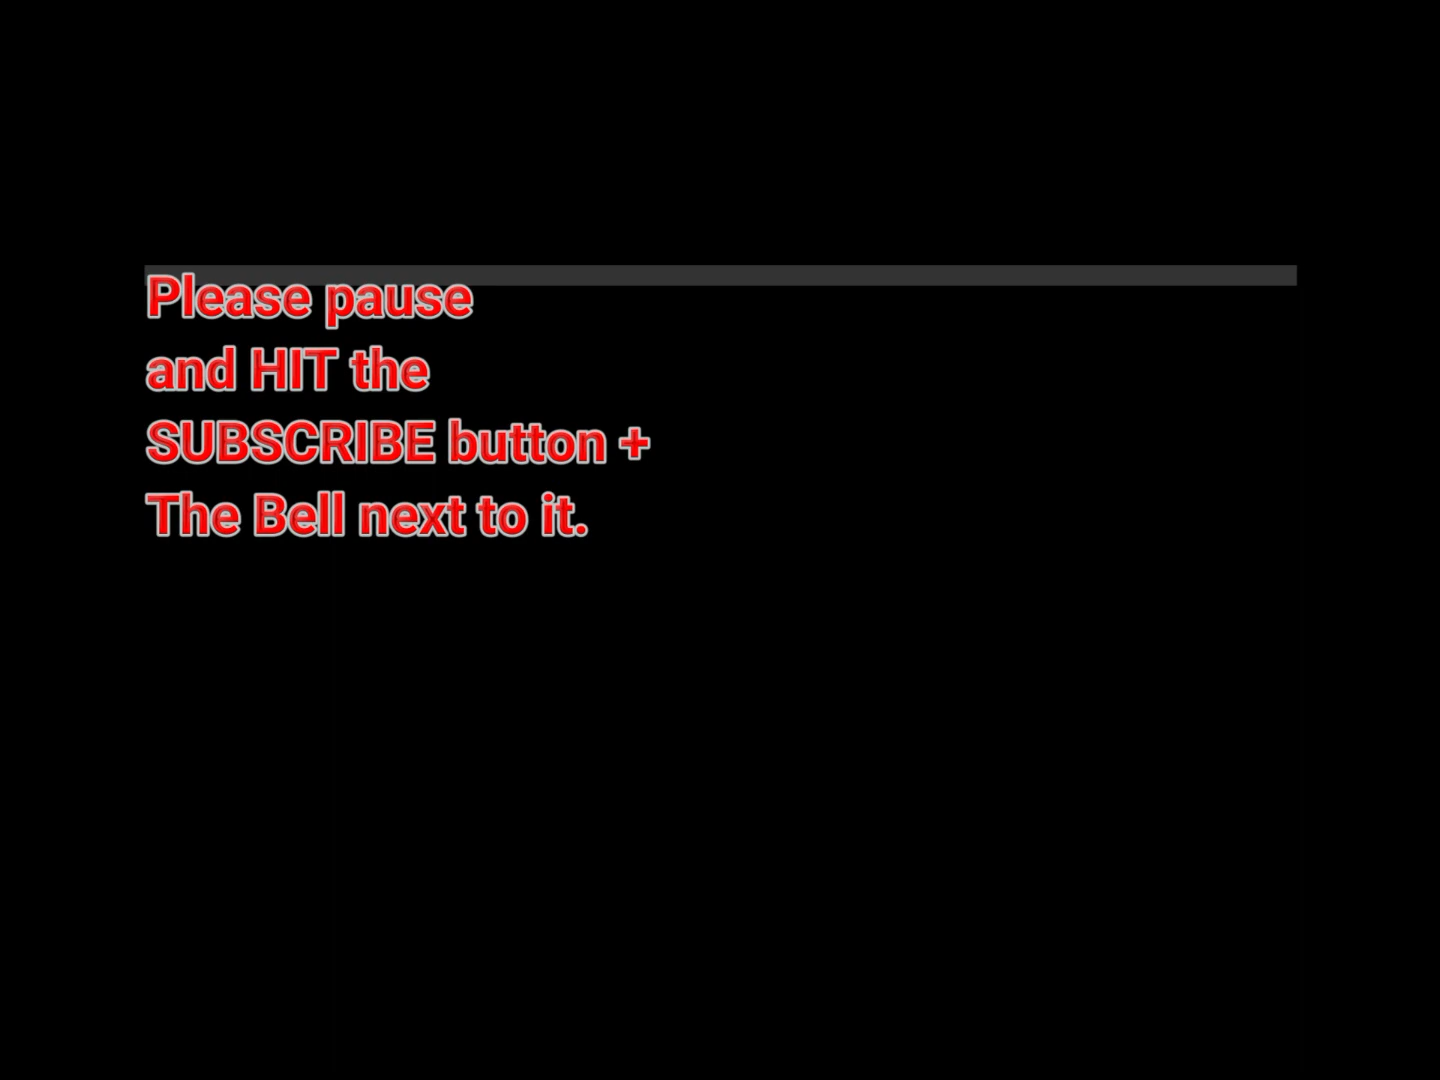 Please pause
and HIT the
SUBSCRIBE button +
The Bell next to it.